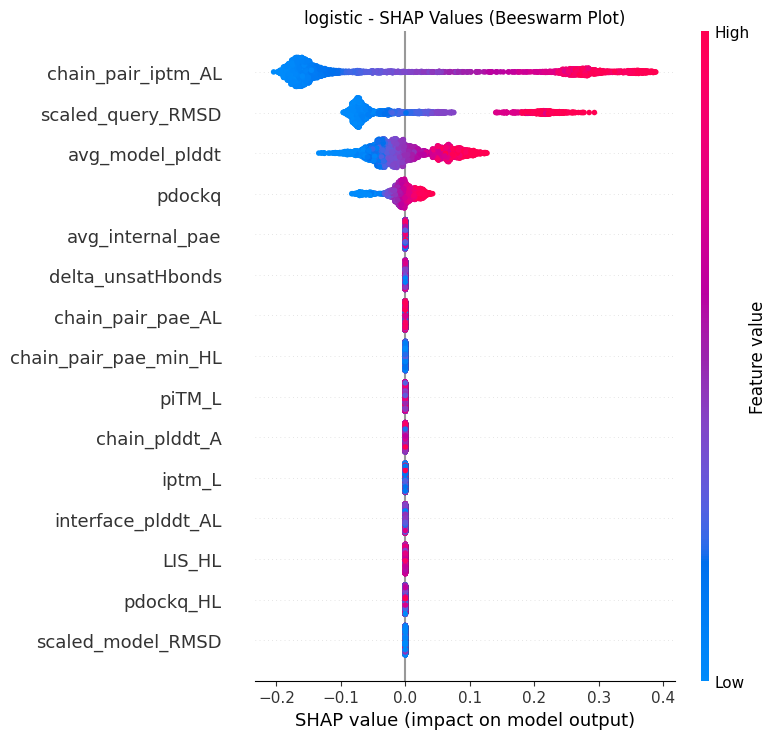 logistic - SHAP Values (Beeswarm Plot)
High
chain_pair_iptm_AL
scaled_query_RMSD
avg_model_plddt
pdockq
avg_internal_pae
delta_unsatHbonds
chain_pair_pae_AL
chain_pair_pae_min_HL
piTM_L
chain_plddt_A
iptm_L
interface_plddt_AL
LIS_HL
pdockq_HL
scaled_model_RMSD
Feature value
Low
−0.2 −0.1 0.0 0.1 0.2 0.3 0.4
SHAP value (impact on model output)